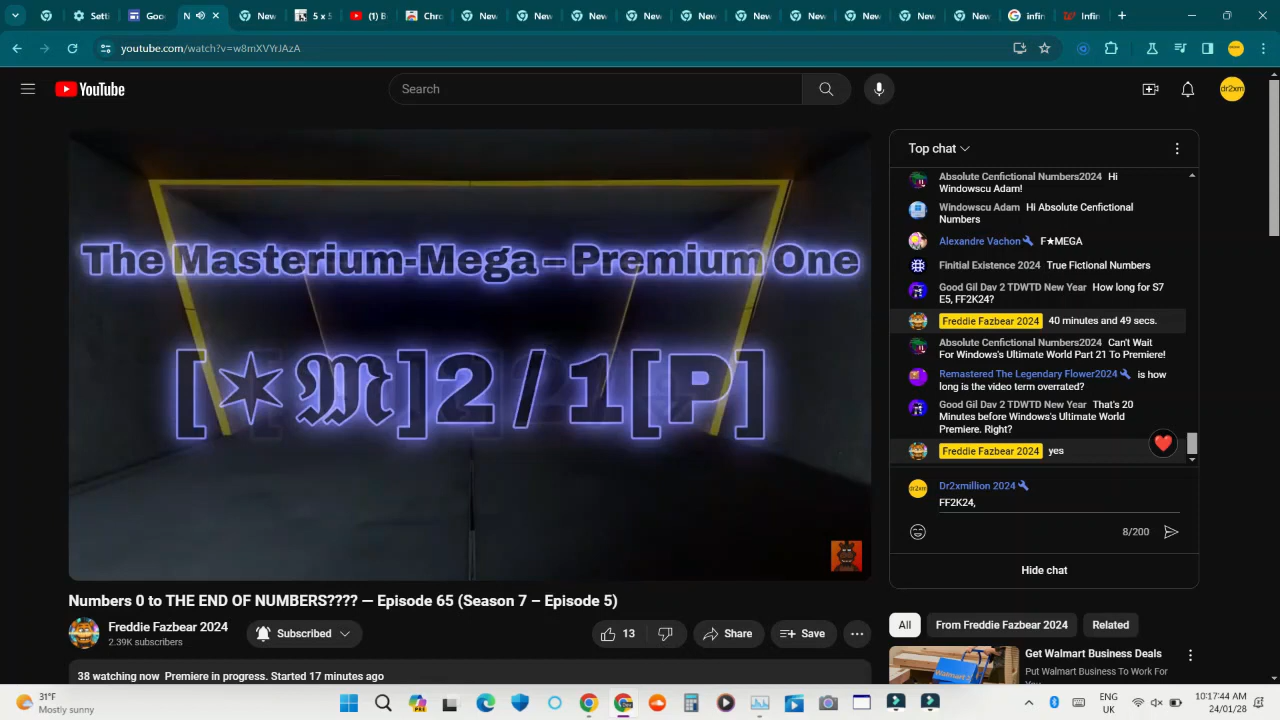 Setti
Goo
N
New
5 x 5
(1) B
Chro
New
New
New
New
New
New
New
New
New
New
infin
Infin
youtube.com/watch?v=w8mXVYrJAzA
YouTube
Search
dr2xm
The Masterium-Mega – Premium One
[✶𝔐]2/1[P]
Top chat
Absolute Cenfictional Numbers2024 Hi
Windowscu Adam!
Windowscu Adam Hi Absolute Cenfictional
Numbers
Alexandre Vachon F★MEGA
Finitial Existence 2024 True Fictional Numbers
Good Gil Dav 2 TDWTD New Year How long for S7
E5, FF2K24?
Freddie Fazbear 2024 40 minutes and 49 secs.
Absolute Cenfictional Numbers2024 Can't Wait
For Windows's Ultimate World Part 21 To Premiere!
Remastered The Legendary Flower2024 is how
long is the video term overrated?
Good Gil Dav 2 TDWTD New Year That's 20
Minutes before Windows's Ultimate World
Premiere. Right?
Freddie Fazbear 2024 yes
Dr2xmillion 2024
FF2K24,
8/200
Hide chat
Numbers 0 to THE END OF NUMBERS???? — Episode 65 (Season 7 – Episode 5)
Freddie Fazbear 2024
2.39K subscribers
Subscribed
13
Share
Save
38 watching now Premiere in progress. Started 17 minutes ago
All
From Freddie Fazbear 2024
Related
Get Walmart Business Deals
Put Walmart Business To Work For
31°F
Mostly sunny
ENG
UK
10:17:44 AM
24/01/28